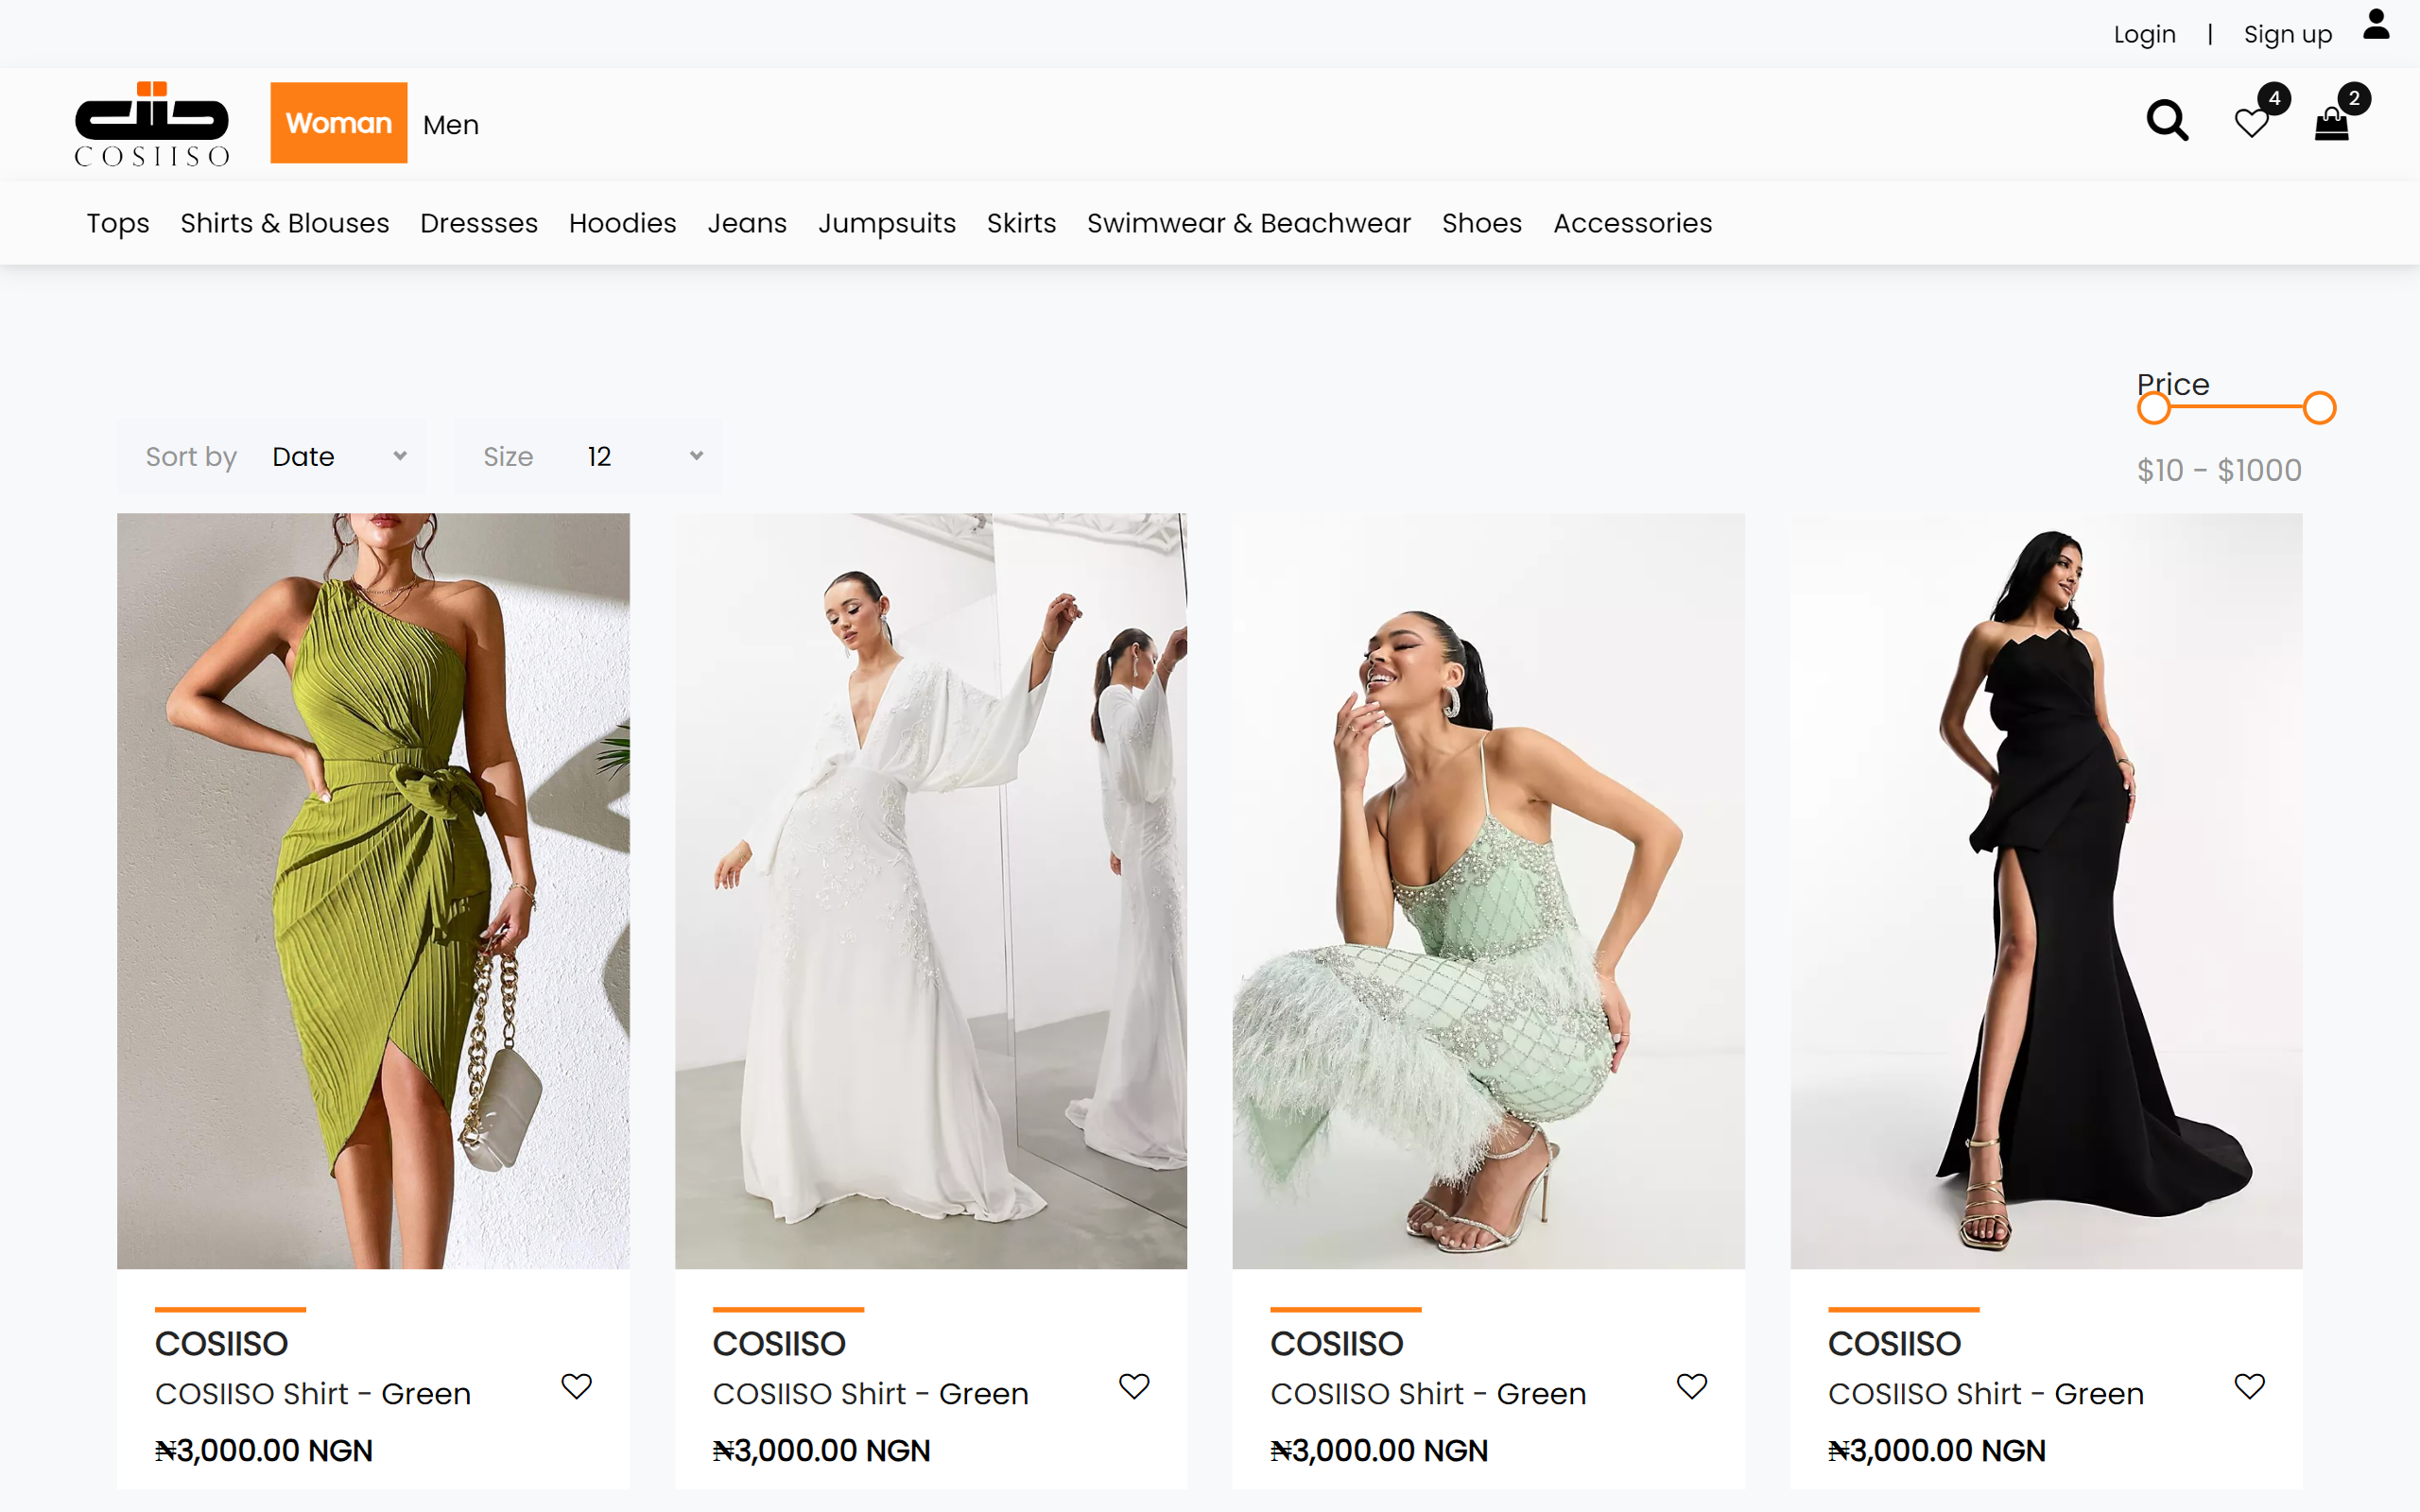 Login | Sign up
COSIISO
Woman Men
4
2
Tops Shirts & Blouses Dressses Hoodies Jeans Jumpsuits Skirts Swimwear & Beachwear Shoes Accessories
Price
Sort by Date
Size 12
$10 - $1000
COSIISO
COSIISO Shirt - Green
₦3,000.00 NGN
COSIISO
COSIISO Shirt - Green
₦3,000.00 NGN
COSIISO
COSIISO Shirt - Green
₦3,000.00 NGN
COSIISO
COSIISO Shirt - Green
₦3,000.00 NGN